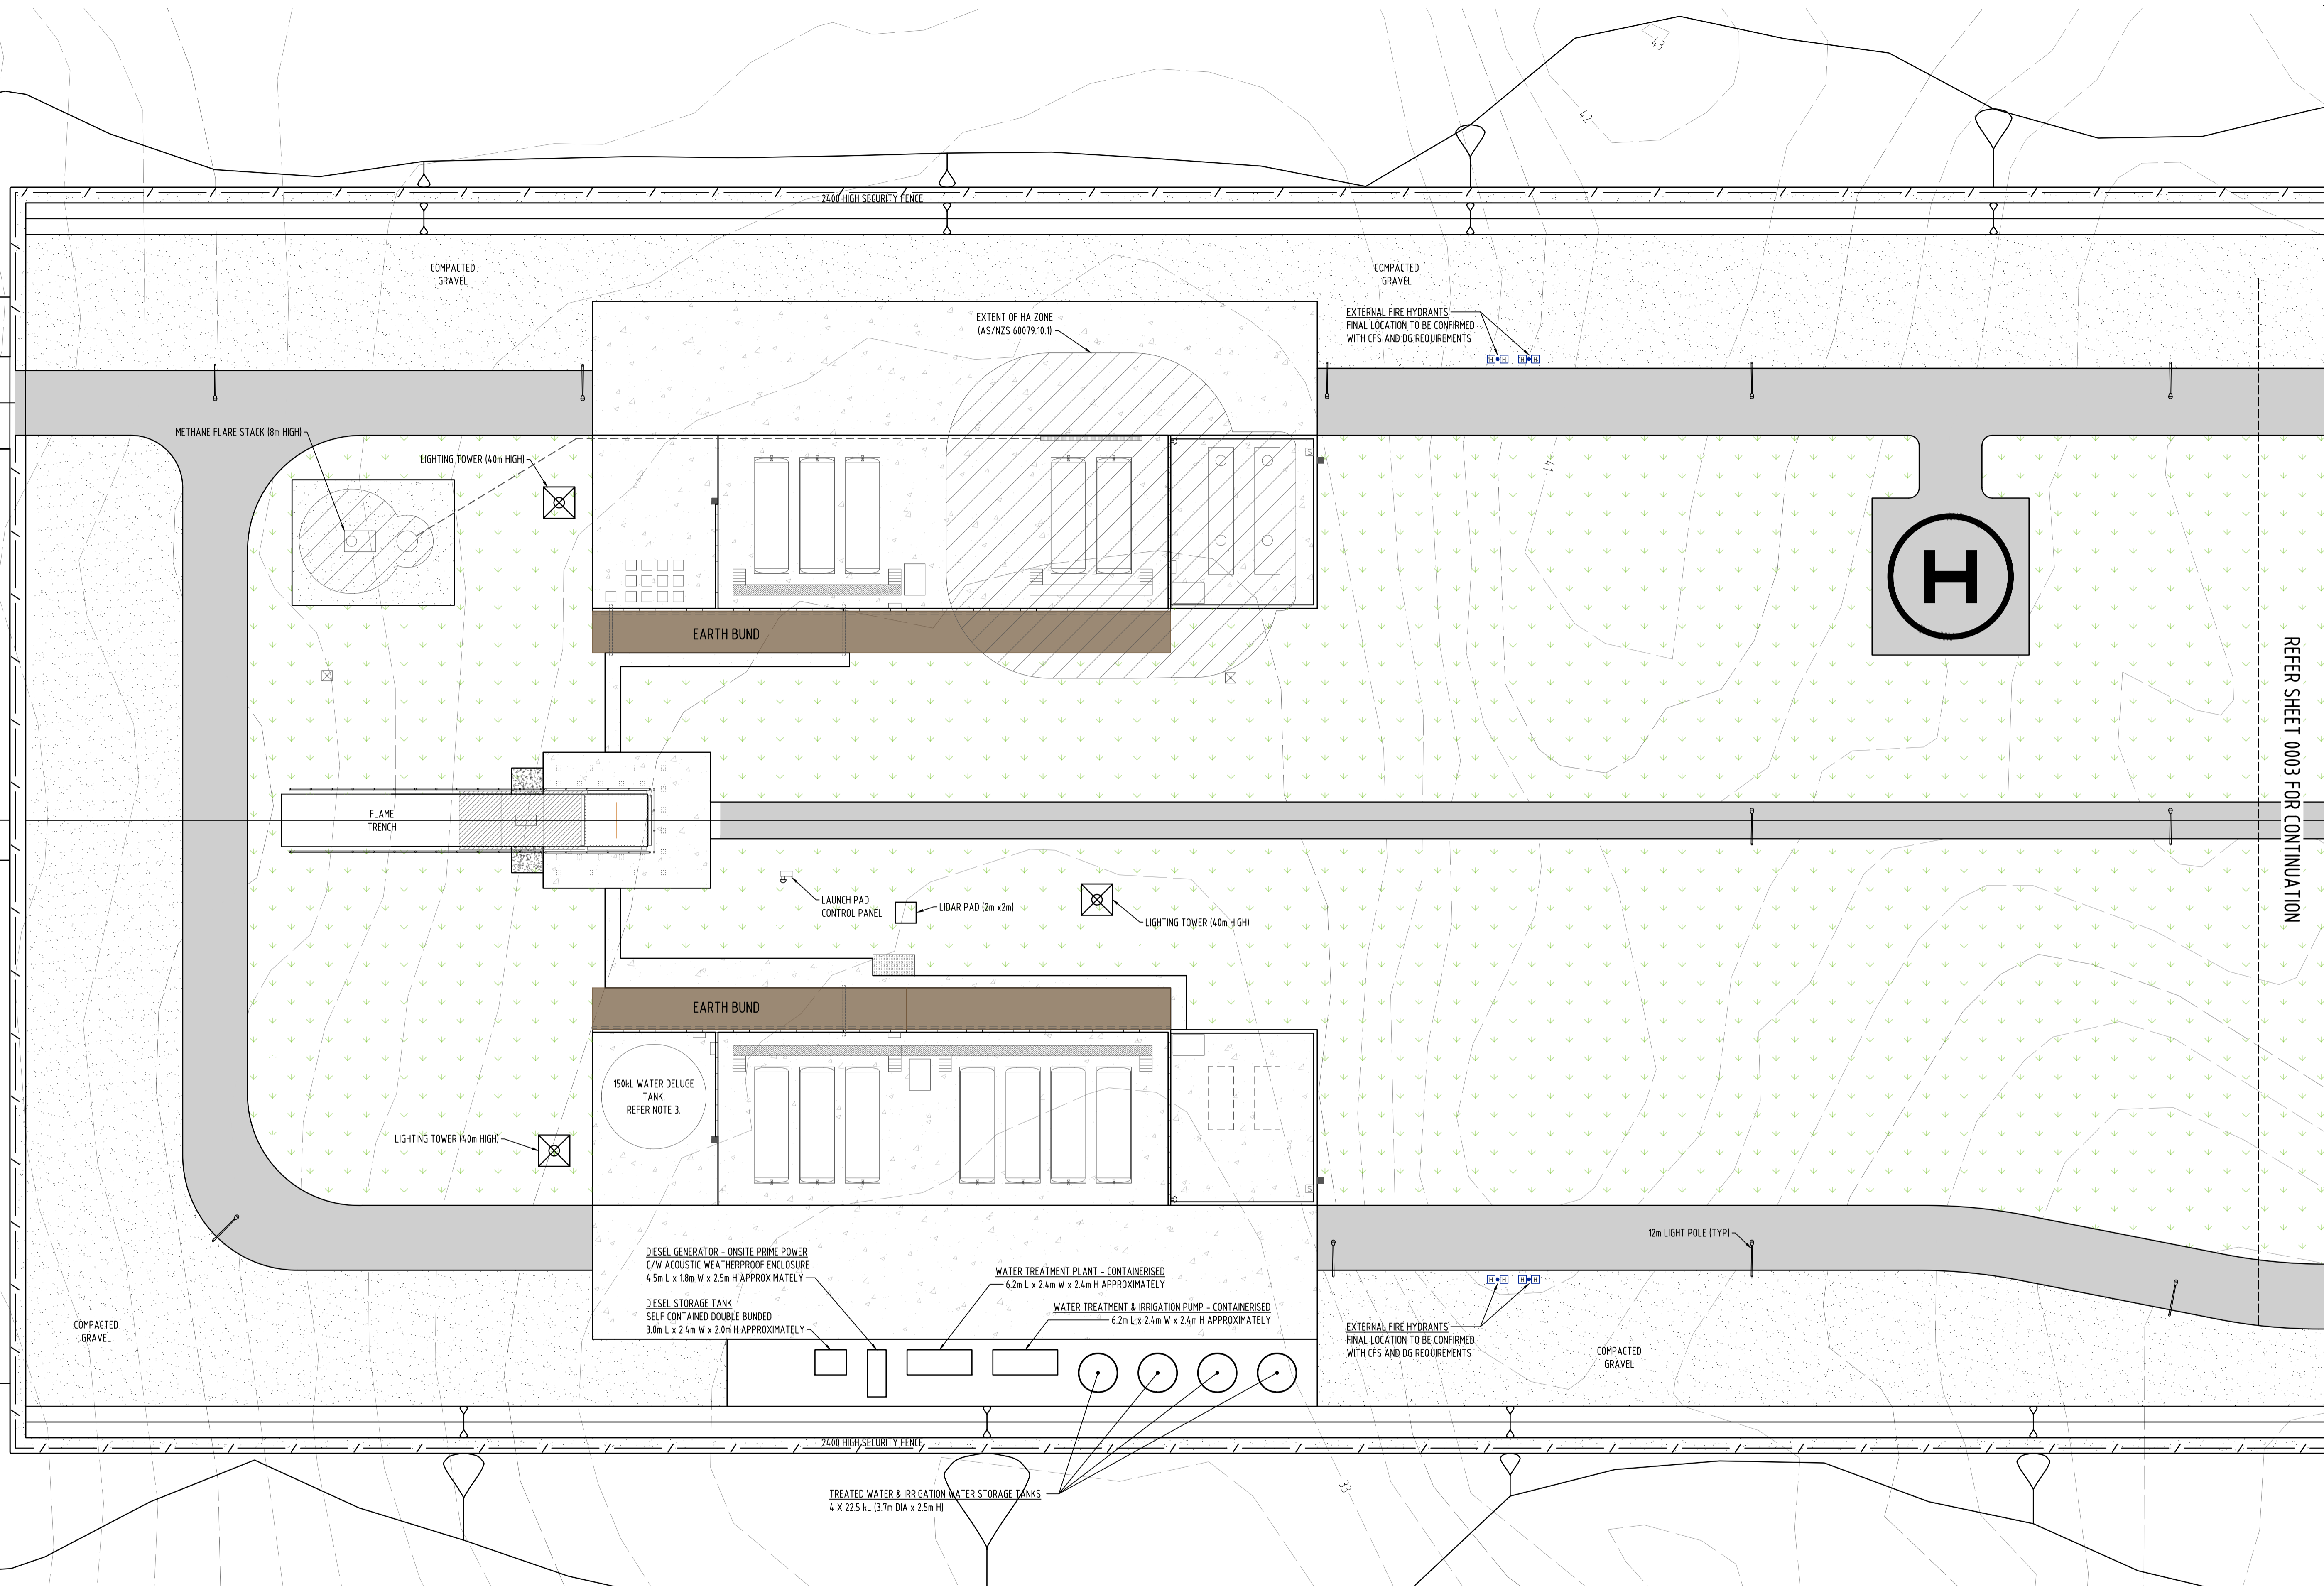 43
42
2400 HIGH SECURITY FENCE
COMPACTED
GRAVEL
COMPACTED
GRAVEL
EXTENT OF HA ZONE
(AS/NZS 60079.10.1)
EXTERNAL FIRE HYDRANTS
FINAL LOCATION TO BE CONFIRMED
WITH CFS AND DG REQUIREMENTS
H H H H
METHANE FLARE STACK (8m HIGH)
LIGHTING TOWER (40m HIGH)
41
H
EARTH BUND
REFER SHEET 0003 FOR CONTINUATION
FLAME
TRENCH
LAUNCH PAD
CONTROL PANEL
LIDAR PAD (2m x2m)
LIGHTING TOWER (40m HIGH)
EARTH BUND
150kL WATER DELUGE
TANK.
REFER NOTE 3.
LIGHTING TOWER (40m HIGH)
12m LIGHT POLE (TYP)
DIESEL GENERATOR - ONSITE PRIME POWER
C/W ACOUSTIC WEATHERPROOF ENCLOSURE
4.5m L x 1.8m W x 2.5m H APPROXIMATELY
DIESEL STORAGE TANK
SELF CONTAINED DOUBLE BUNDED
3.0m L x 2.4m W x 2.0m H APPROXIMATELY
WATER TREATMENT PLANT - CONTAINERISED
6.2m L x 2.4m W x 2.4m H APPROXIMATELY
WATER TREATMENT & IRRIGATION PUMP - CONTAINERISED
6.2m L x 2.4m W x 2.4m H APPROXIMATELY
H H H H
EXTERNAL FIRE HYDRANTS
FINAL LOCATION TO BE CONFIRMED
WITH CFS AND DG REQUIREMENTS
COMPACTED
GRAVEL
COMPACTED
GRAVEL
2400 HIGH SECURITY FENCE
TREATED WATER & IRRIGATION WATER STORAGE TANKS
4 X 22.5 kL (3.7m DIA x 2.5m H)
33